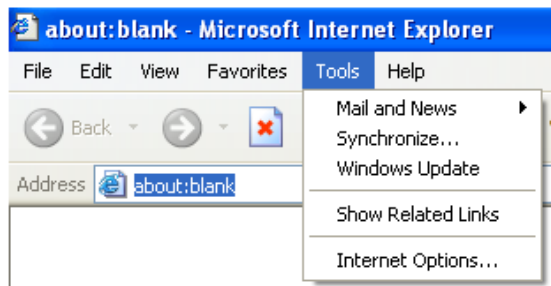 about:blank - Microsoft Internet Explorer
File Edit View Favorites Tools Help
Mail and News
Back
Synchronize...
Windows Update
Address about:blank
Show Related Links
Internet Options...